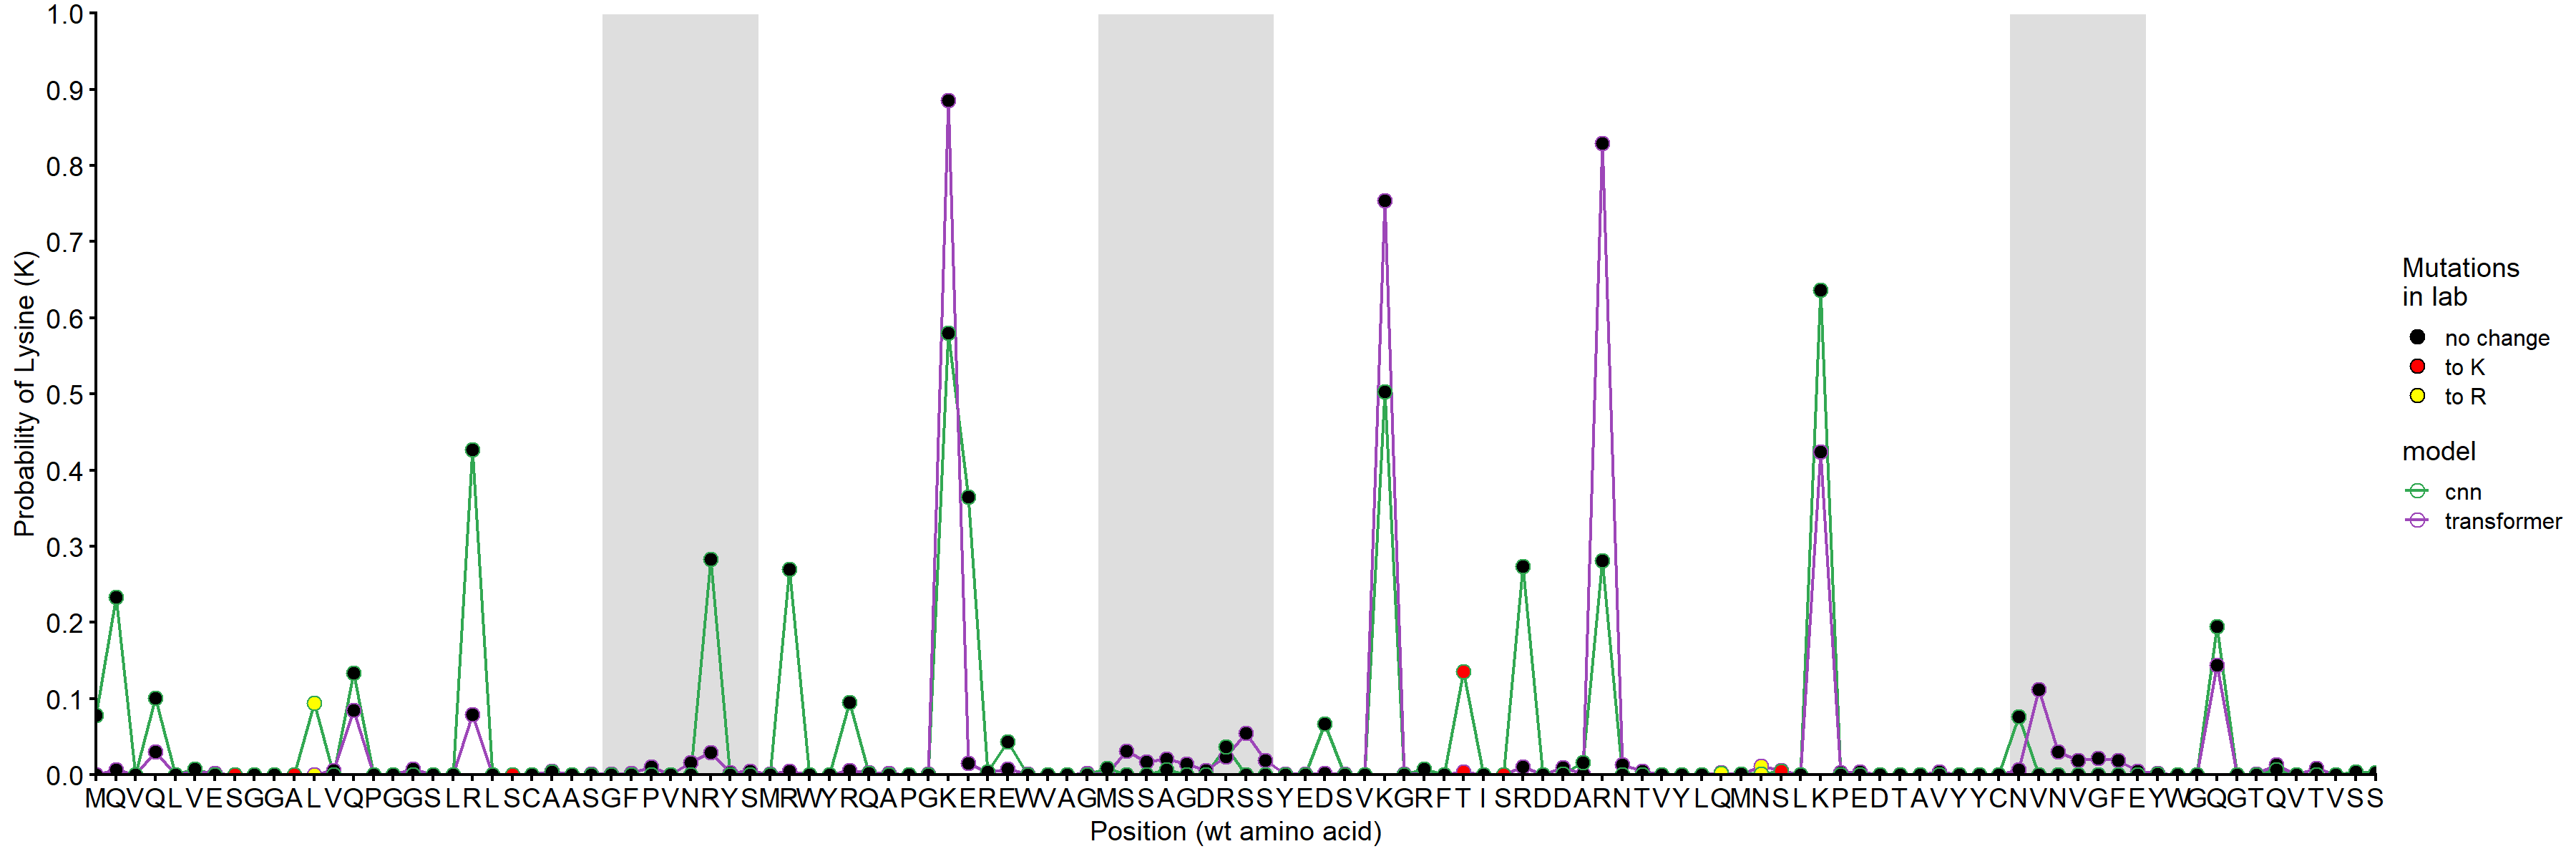 1.0
0.9
0.8
0.7
0.6
0.5
0.4
0.3
0.2
0.1
0.0
Probability of Lysine (K)
MQVQLVESGGALVQPGGSLRLSCAASGFPVNRYSMRWYRQAPGKEREWVAGMSSAGDRSSYEDSVKGRFTISRDDARNTVYLQMNSLKPEDTAVYYCNVNVGFEYWGQGTQVTVSS
Position (wt amino acid)
Mutations
in lab
no change
to K
to R
model
cnn
transformer